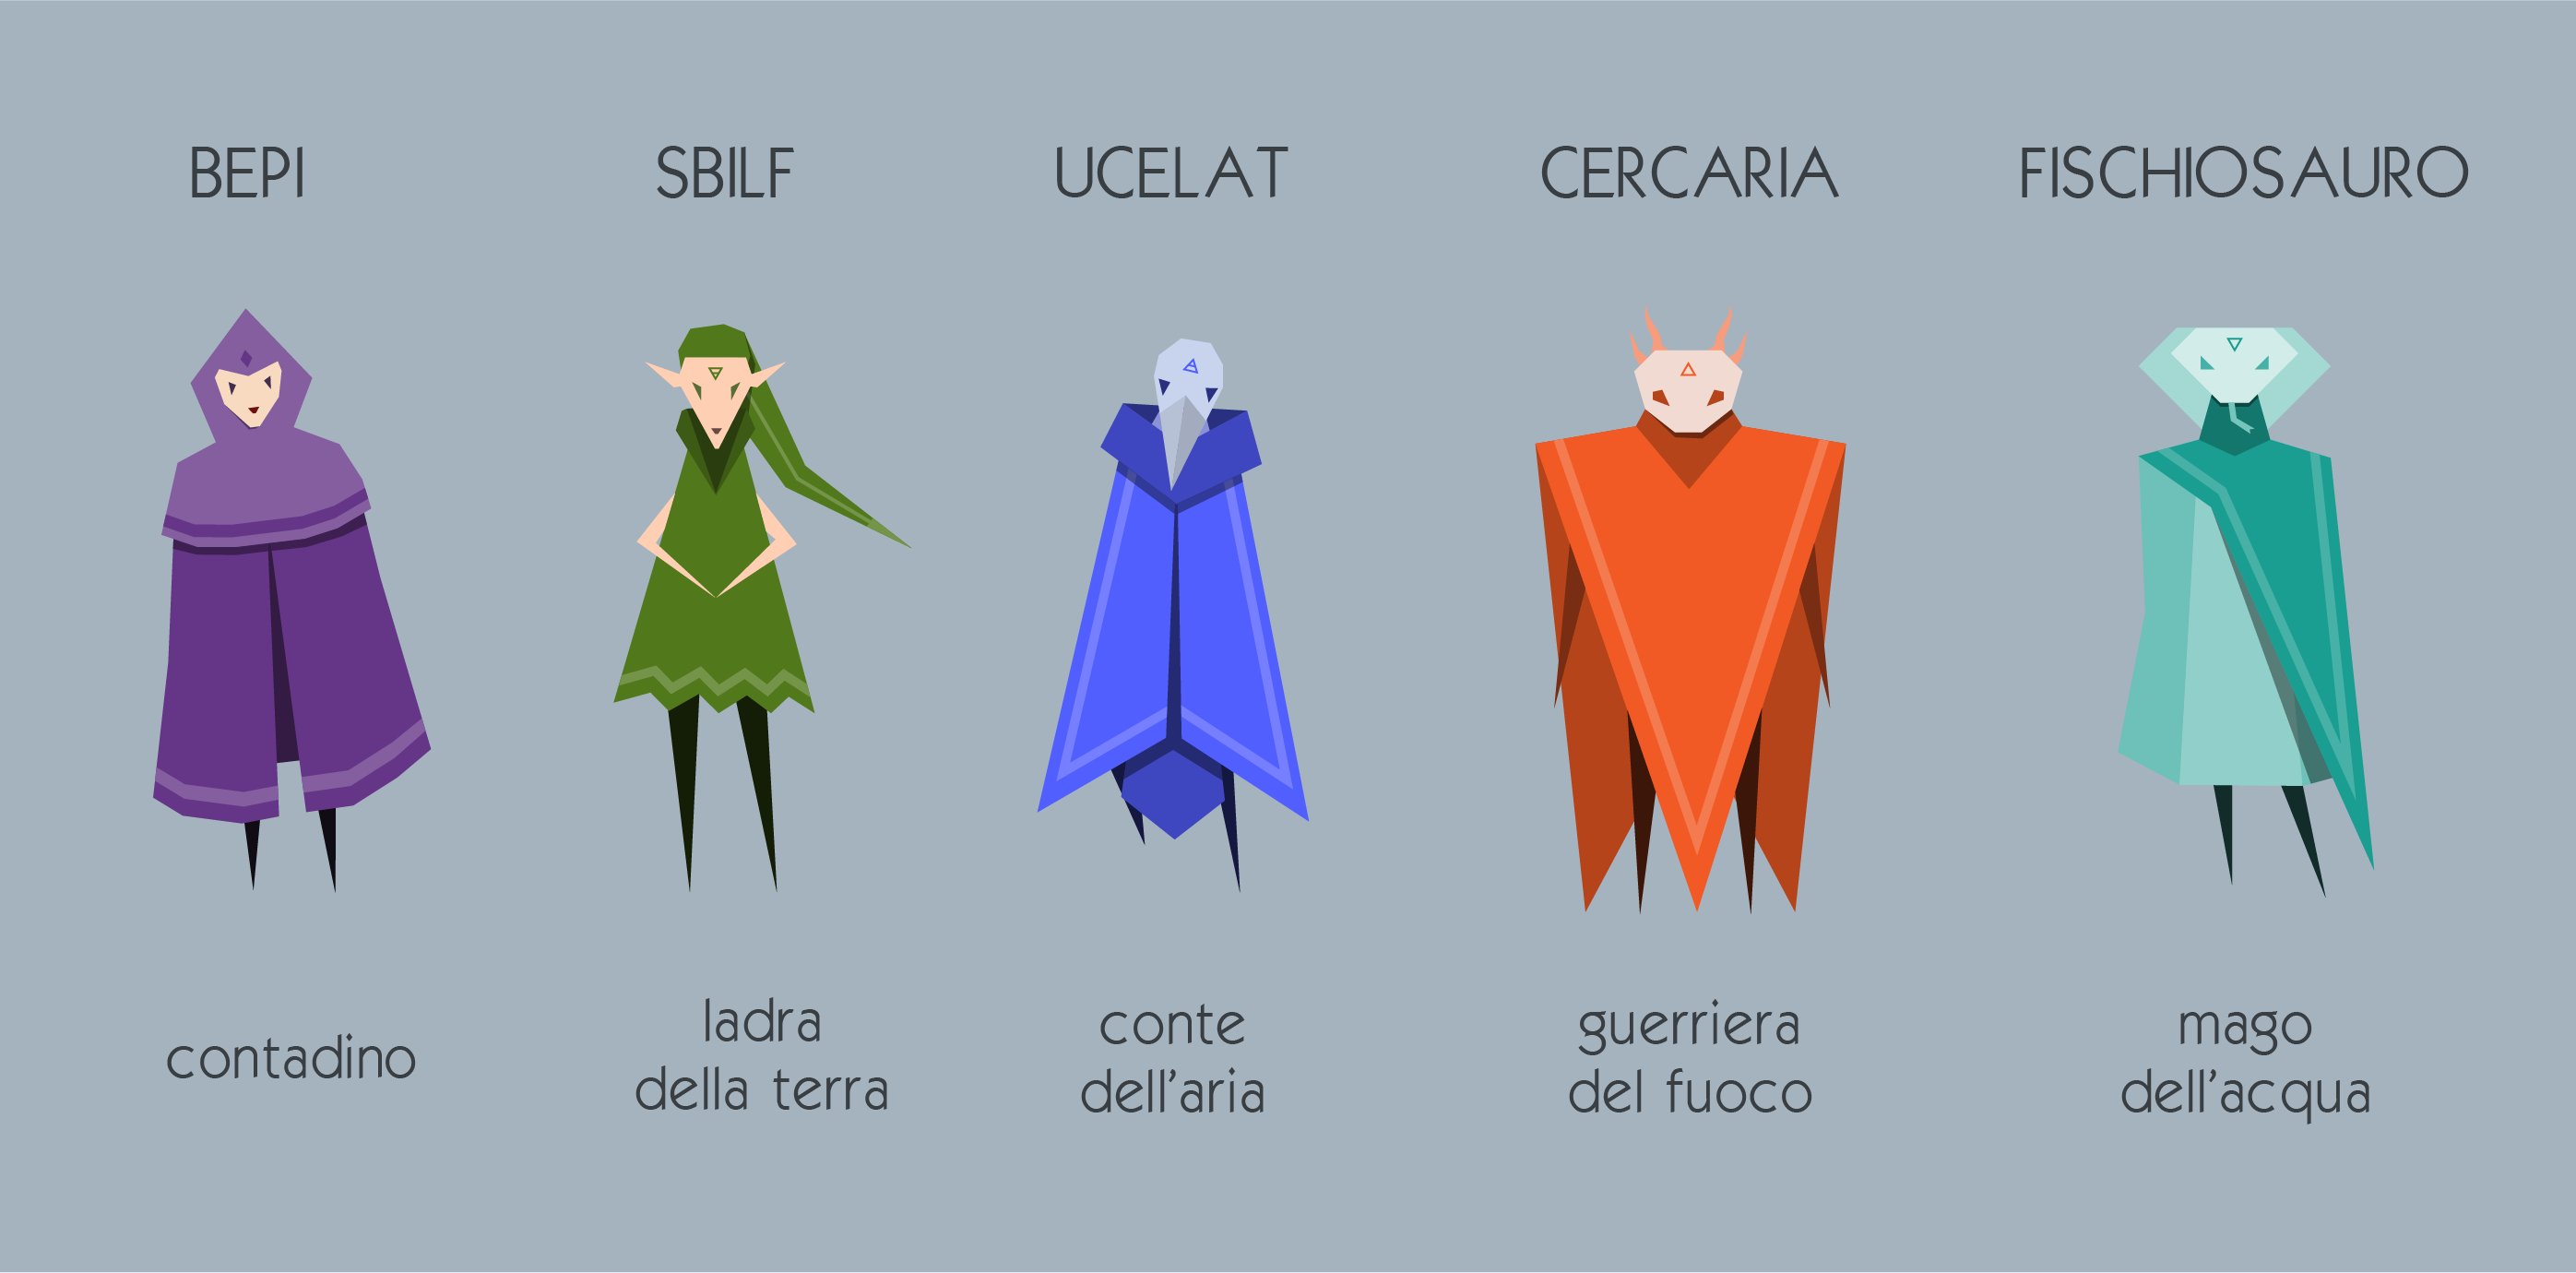 BEPI
SBILF
UCELAT
CERCARIA
FISCHIOSAURO
contadino
ladra
della terra
conte
dell'aria
guerriera
del fuoco
mago
dell'acqua